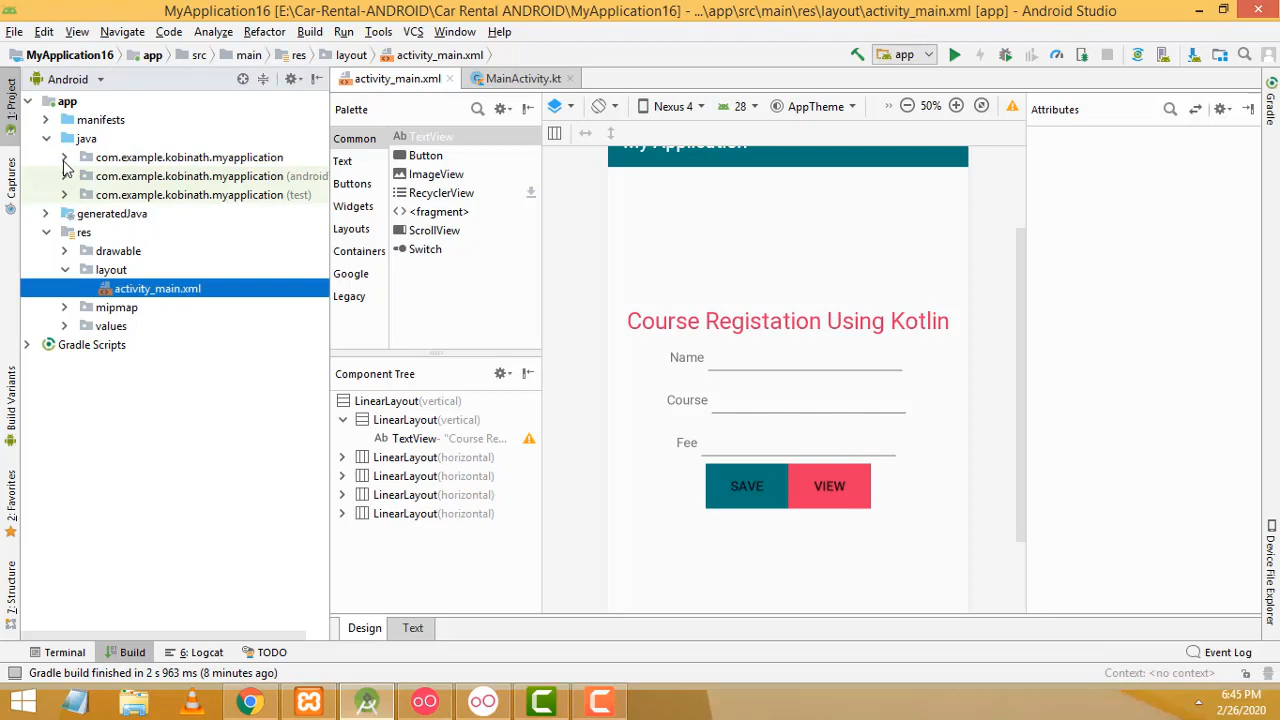 MyApplication16 [E:\Car-Rental-ANDROID\Car Rental ANDROID\MyApplication16] - ...\app\src\main\res\layout\activity_main.xml [app] - Android Studio
File Edit View Navigate Code Analyze Refactor Build Run Tools VCS Window Help
MyApplication16 app src main res layout activity_main.xml app
Android activity_main.xml MainActivity.kt
1: Project
Captures
Build Variants
2: Favorites
7: Structure
app
manifests
java
com.example.kobinath.myapplication
com.example.kobinath.myapplication (android
com.example.kobinath.myapplication (test)
generatedJava
res
drawable
layout
activity_main.xml
mipmap
values
Gradle Scripts
Palette
Common
Text
Buttons
Widgets
Layouts
Containers
Google
Legacy
Ab TextView
Button
ImageView
RecyclerView
<fragment>
ScrollView
Switch
Component Tree
LinearLayout(vertical)
LinearLayout(vertical)
Ab TextView- "Course Re...
LinearLayout(horizontal)
LinearLayout(horizontal)
LinearLayout(horizontal)
LinearLayout(horizontal)
Nexus 4 28 AppTheme » 50%
My Application
Course Registation Using Kotlin
Name
Course
Fee
SAVE VIEW
Attributes
Gradle
Device File Explorer
Design Text
Terminal Build 6: Logcat TODO Event Log
Gradle build finished in 2 s 963 ms (8 minutes ago) Context: <no context>
6:45 PM
2/26/2020